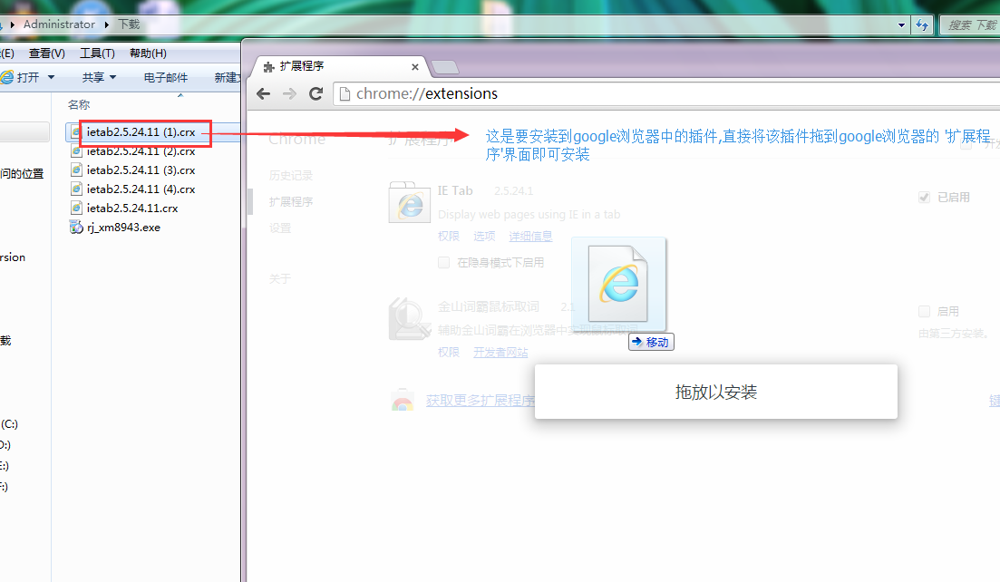 Administrator
下载
搜索 下载
(E)
查看(V)
工具(T)
帮助(H)
打开
共享
电子邮件
新建
名称
ietab2.5.24.11 (1).crx
ietab2.5.24.11 (2).crx
ietab2.5.24.11 (3).crx
ietab2.5.24.11 (4).crx
ietab2.5.24.11.crx
rj_xm8943.exe
问的位置
rsion
载
(C:)
D:)
E:)
F:)
扩展程序
chrome://extensions
这是要安装到google浏览器中的插件,直接将该插件拖到google浏览器的 '扩展程
序'界面即可安装
Chrome
扩展程序
历史记录
扩展程序
设置
关于
IE Tab
2.5.24.1
已启用
Display web pages using IE in a tab
权限
选项
详细信息
在隐身模式下启用
金山词霸鼠标取词
2.1
启用
辅助金山词霸在浏览器中实现鼠标取词
由第三方安装。
权限
开发者网站
移动
获取更多扩展程序
拖放以安装
键